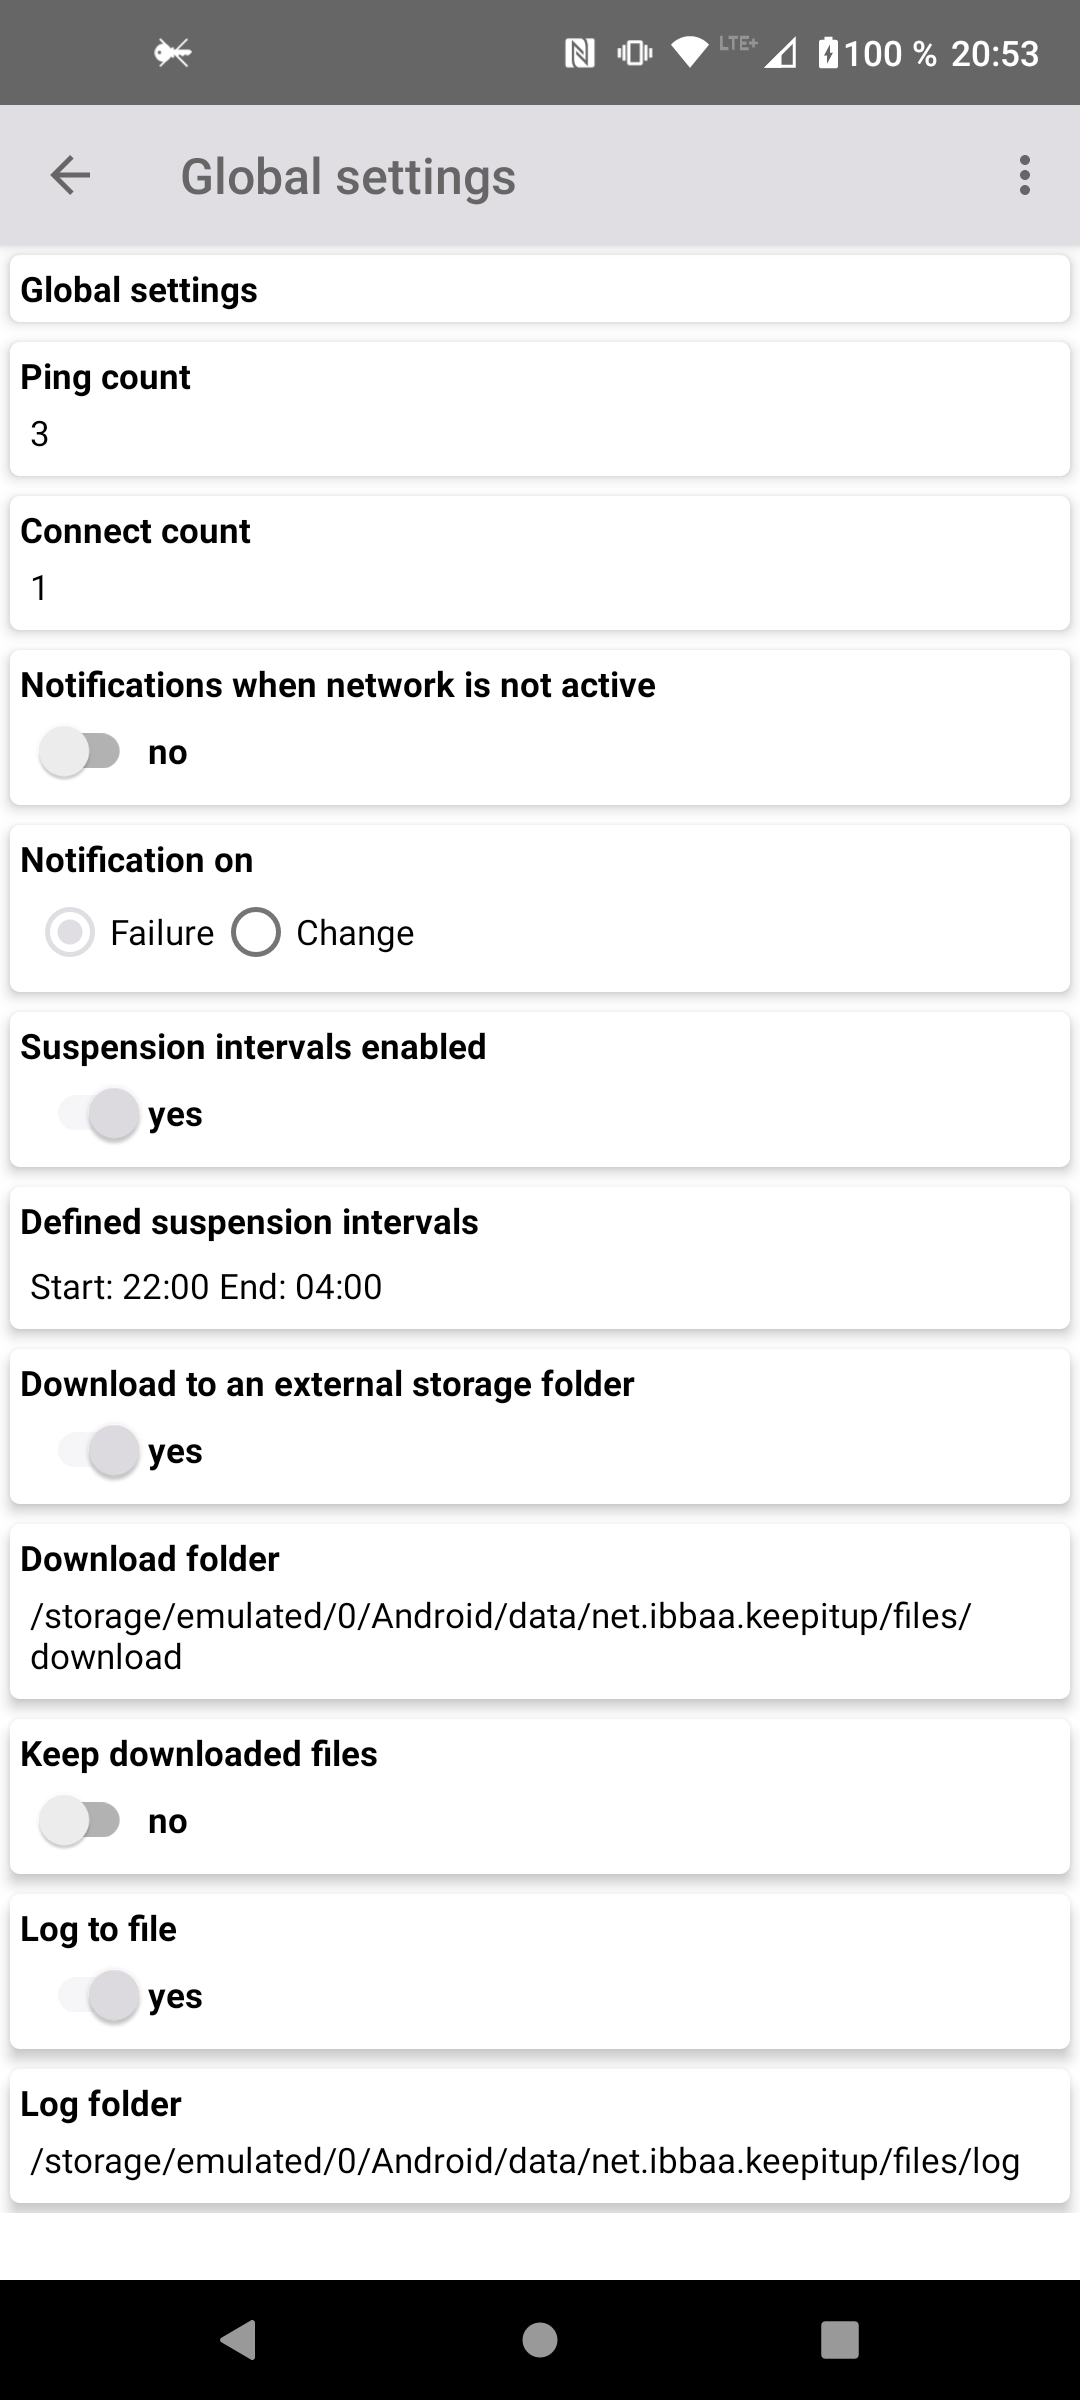 LTE+ 100 % 20:53
Global settings
Global settings
Ping count
3
Connect count
1
Notifications when network is not active
no
Notification on
Failure Change
Suspension intervals enabled
yes
Defined suspension intervals
Start: 22:00 End: 04:00
Download to an external storage folder
yes
Download folder
/storage/emulated/0/Android/data/net.ibbaa.keepitup/files/
download
Keep downloaded files
no
Log to file
yes
Log folder
/storage/emulated/0/Android/data/net.ibbaa.keepitup/files/log